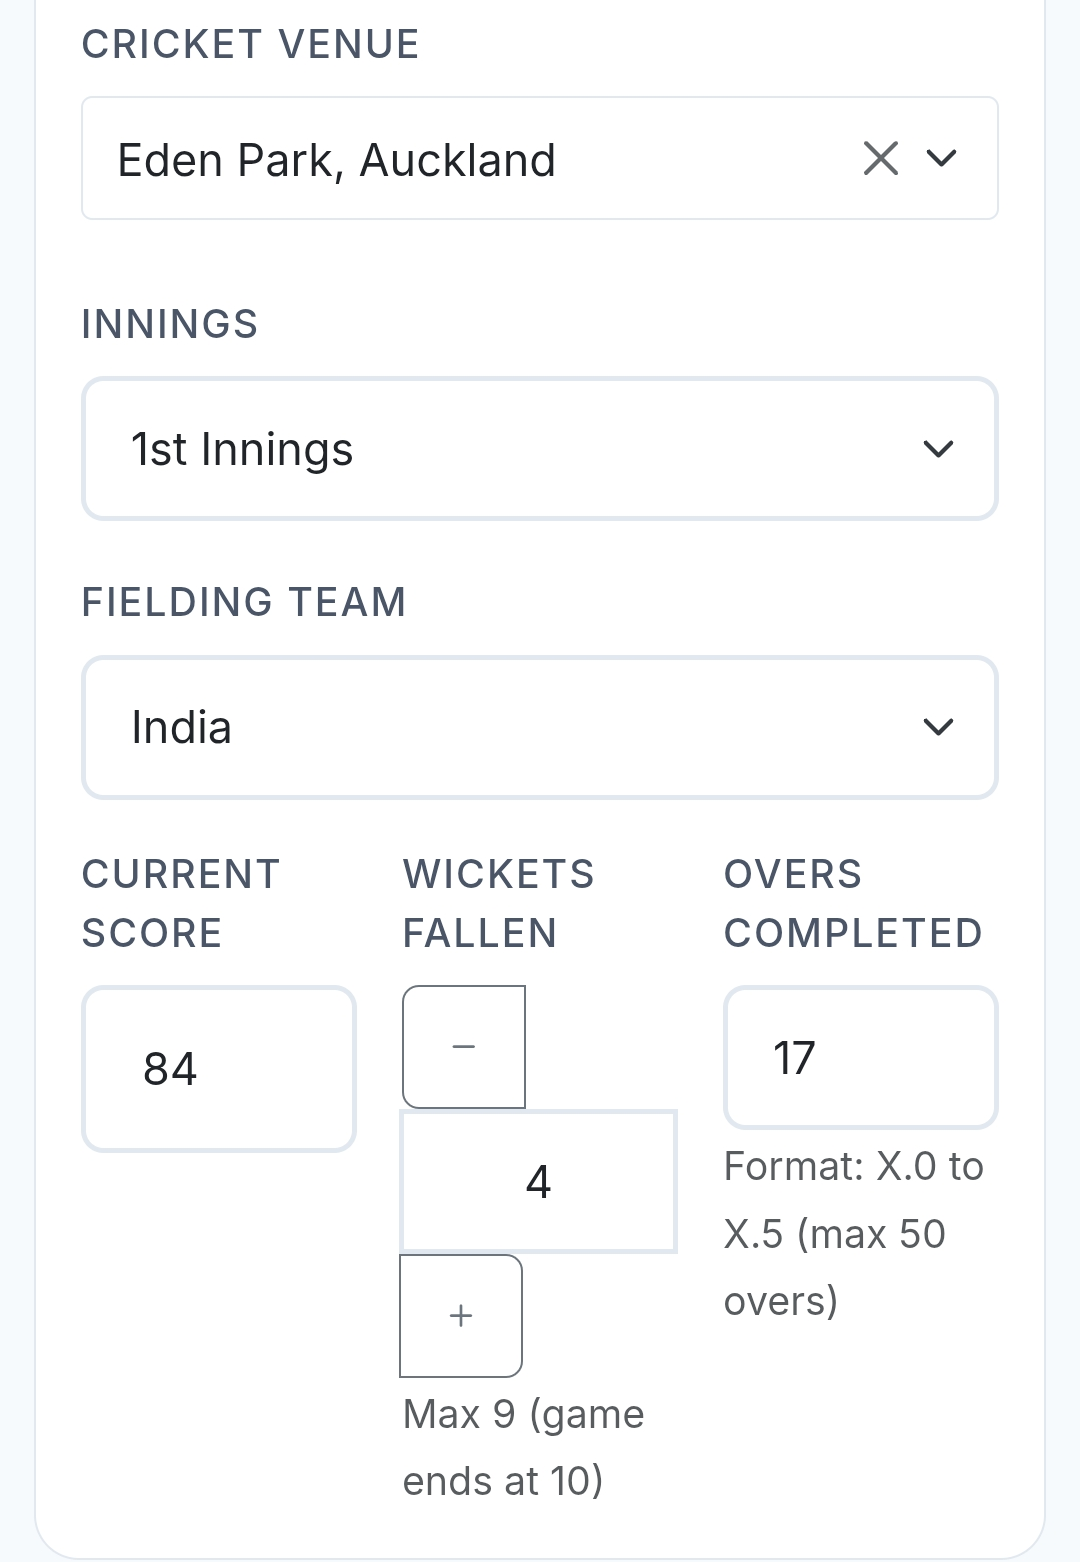 CRICKET VENUE
Eden Park, Auckland
INNINGS
1st Innings
FIELDING TEAM
India
CURRENT
SCORE
84
WICKETS
FALLEN
−
4
+
Max 9 (game
ends at 10)
OVERS
COMPLETED
17
Format: X.0 to
X.5 (max 50
overs)